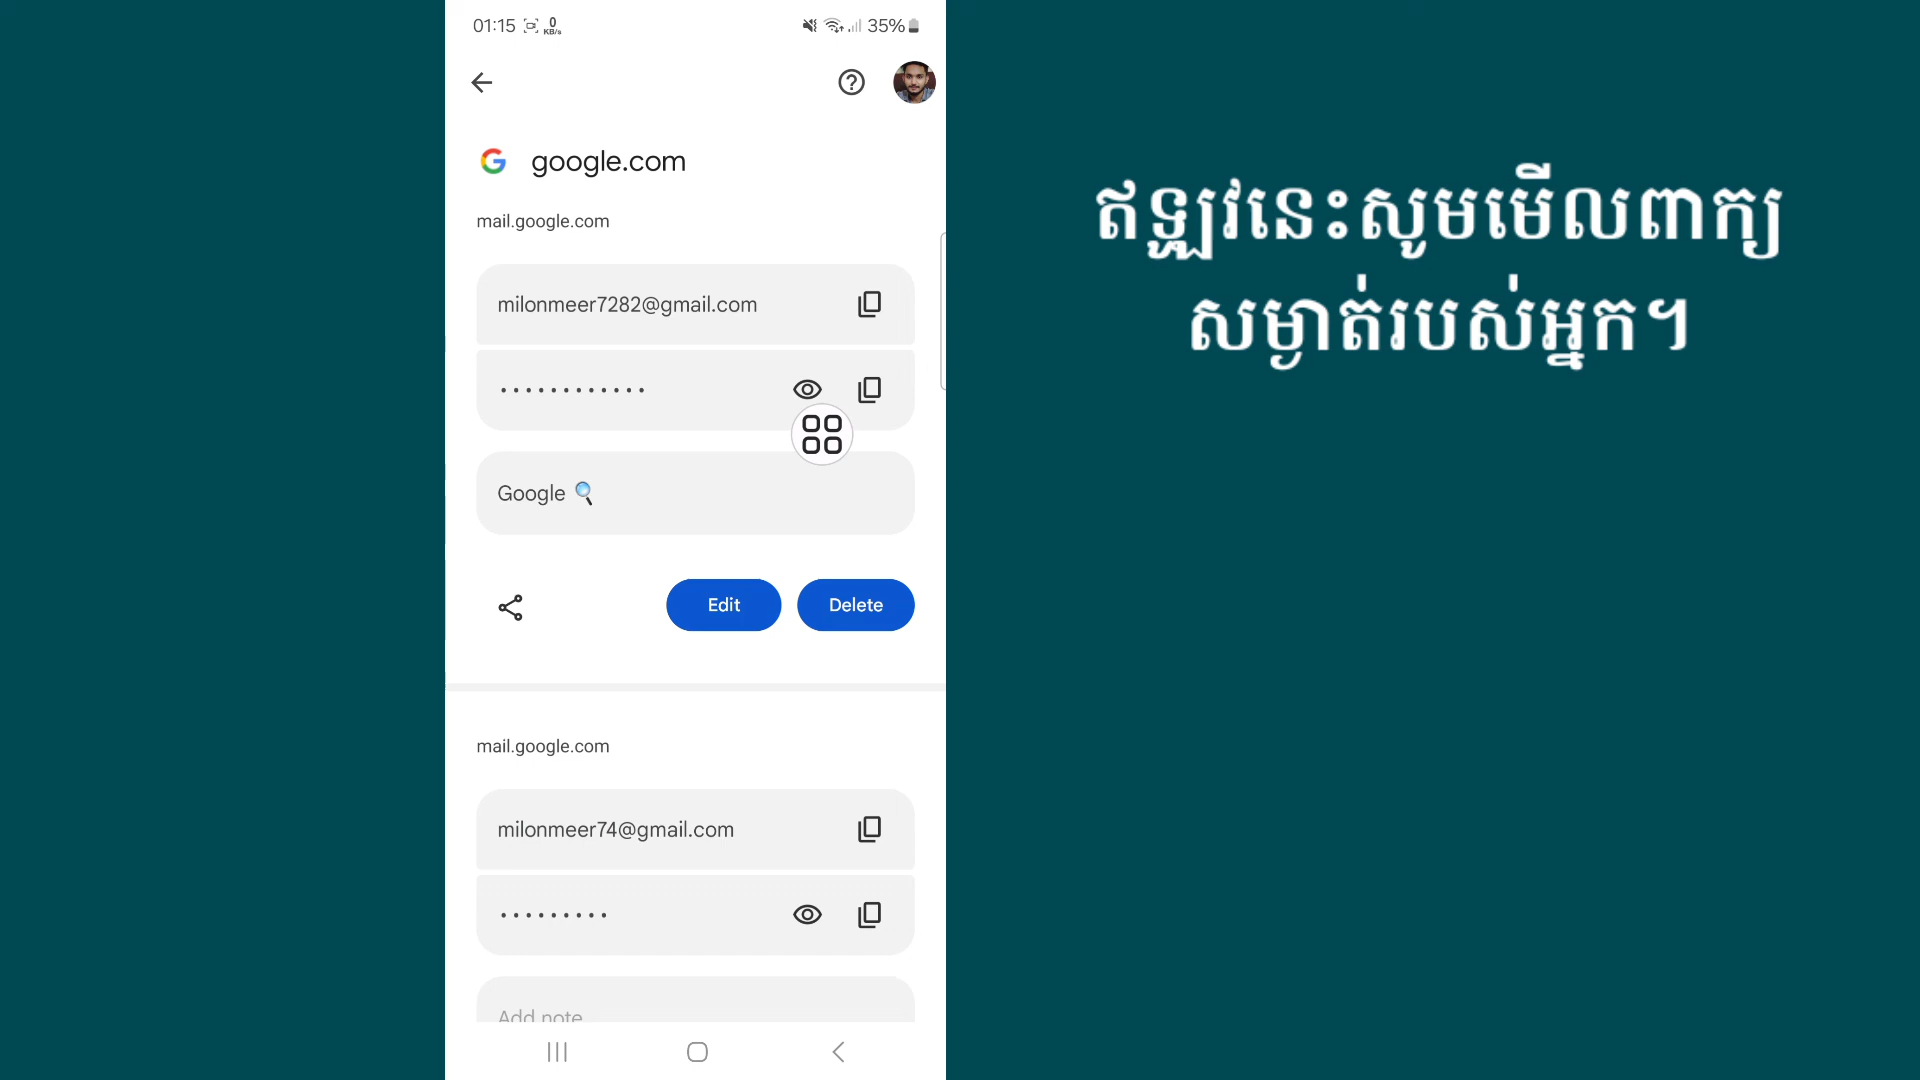 01:15 0 KB/s 35%
google.com
mail.google.com
milonmeer7282@gmail.com
••••••••••••
Google 🔍
Edit Delete
mail.google.com
milonmeer74@gmail.com
•••••••••
Add note
ឥឡូវនេះសូមមើលពាក្យ
សម្ងាត់របស់អ្នក។